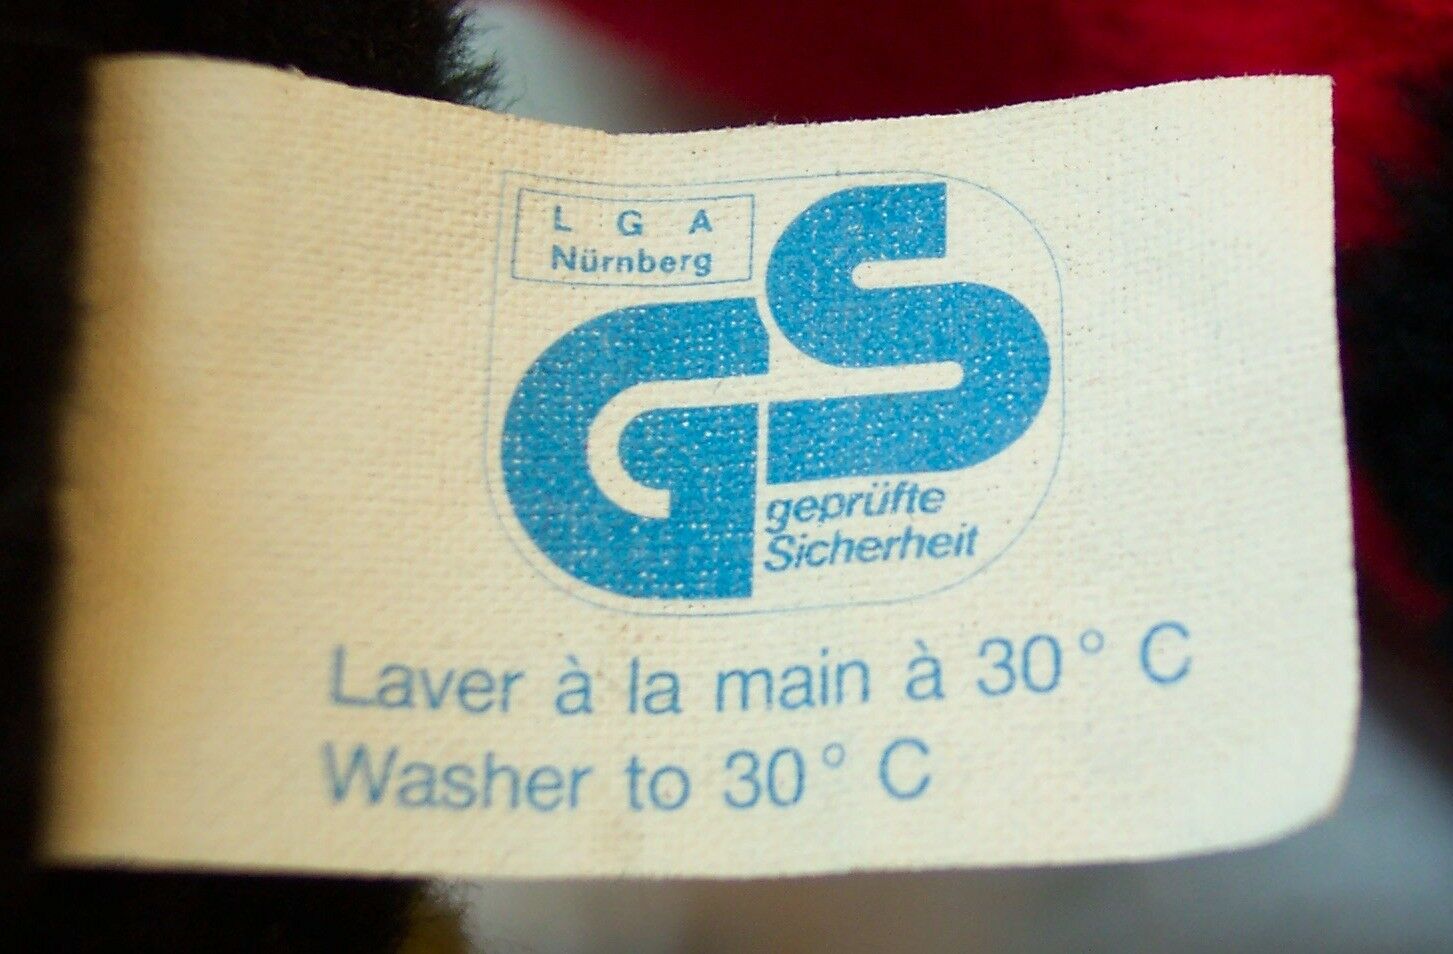 L G A
Nürnberg
GS
geprüfte
Sicherheit
Laver à la main à 30° C
Washer to 30° C